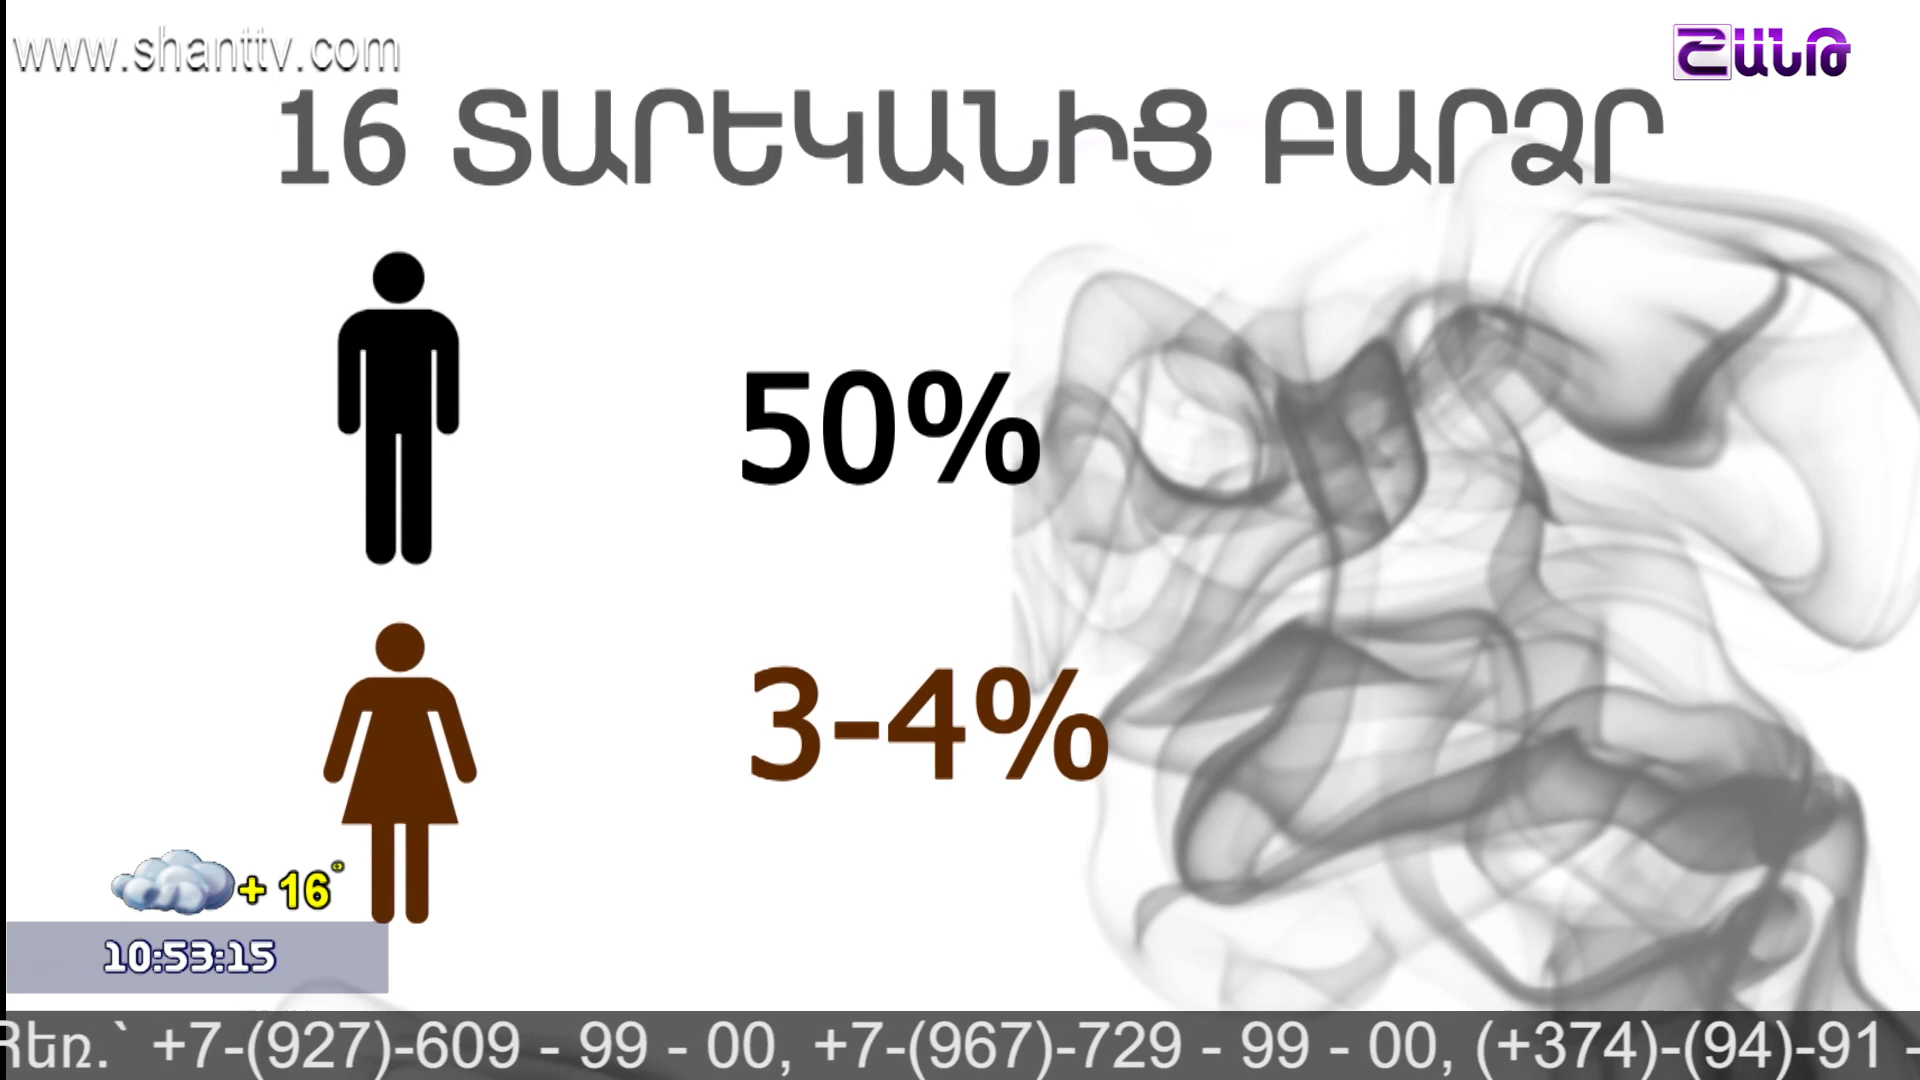 www.shanttv.com
ՇԱՆԹ
16 ՏԱՐԵԿԱՆԻՑ ԲԱՐՁՐ
50%
3-4%
+ 16°
10:53:15
Հեռ.՝ +7-(927)-609 - 99 - 00, +7-(967)-729 - 99 - 00, (+374)-(94)-91 -